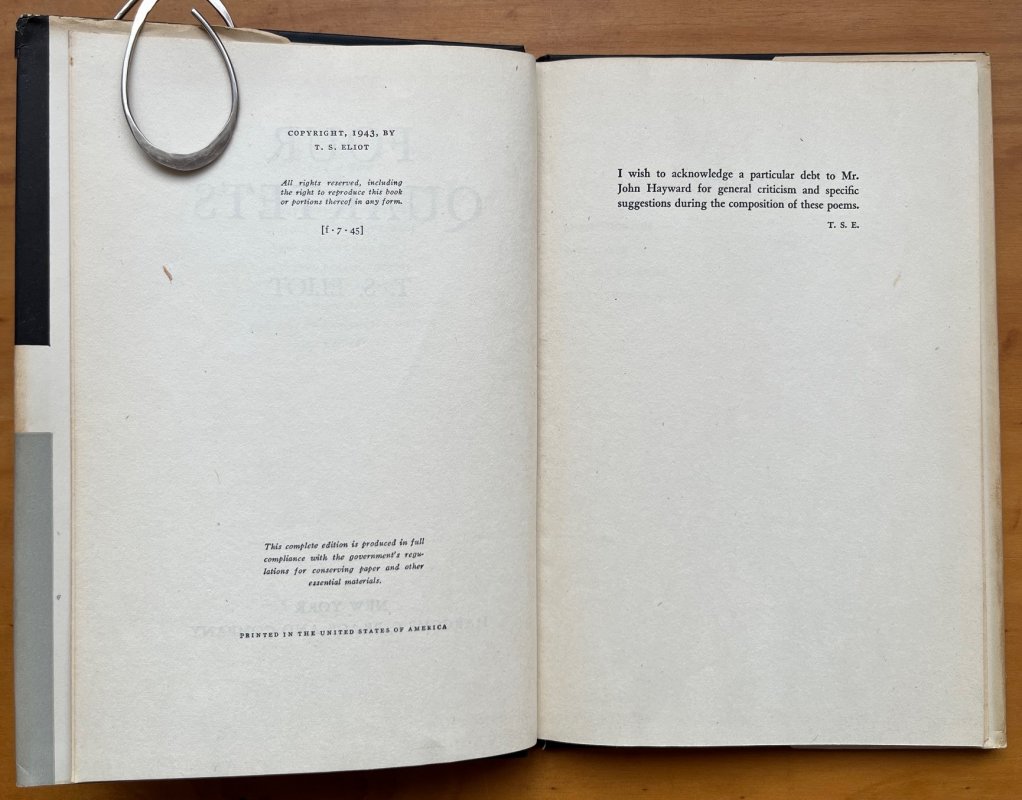 COPYRIGHT, 1943, BY
T. S. ELIOT
All rights reserved, including
the right to reproduce this book
or portions thereof in any form.
[f · 7 · 45]
This complete edition is produced in full
compliance with the government's regu-
lations for conserving paper and other
essential materials.
PRINTED IN THE UNITED STATES OF AMERICA
I wish to acknowledge a particular debt to Mr.
John Hayward for general criticism and specific
suggestions during the composition of these poems.
T. S. E.